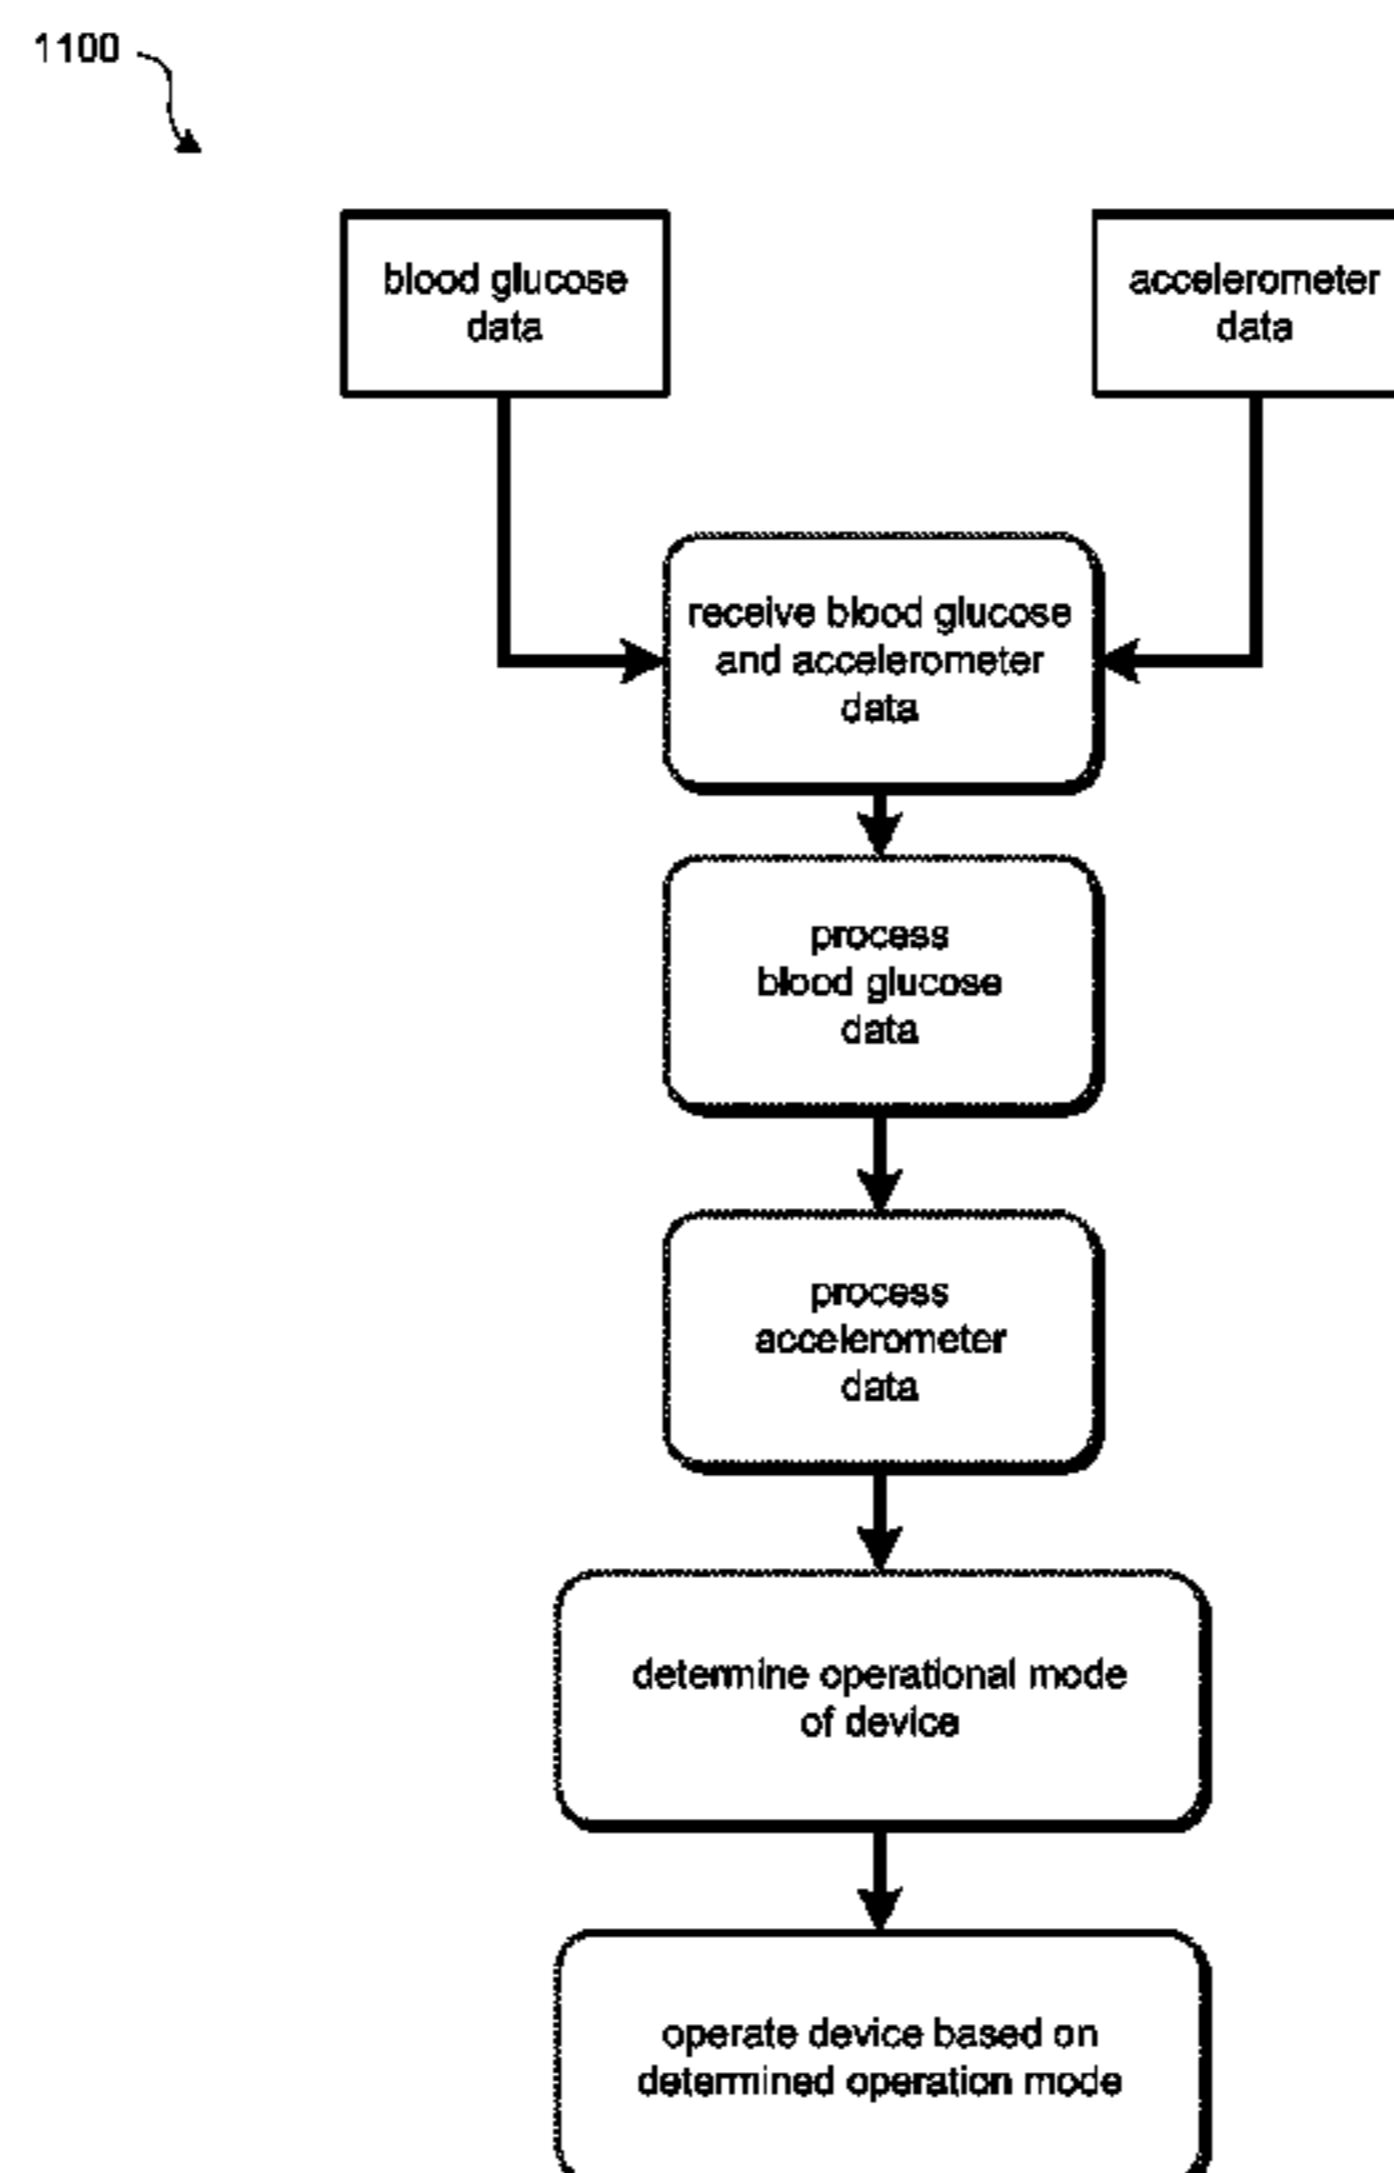 1100
blood glucose
data
accelerometer
data
receive blood glucose
and accelerometer
data
process
blood glucose
data
process
accelerometer
data
determine operational mode
of device
operate device based on
determined operation mode